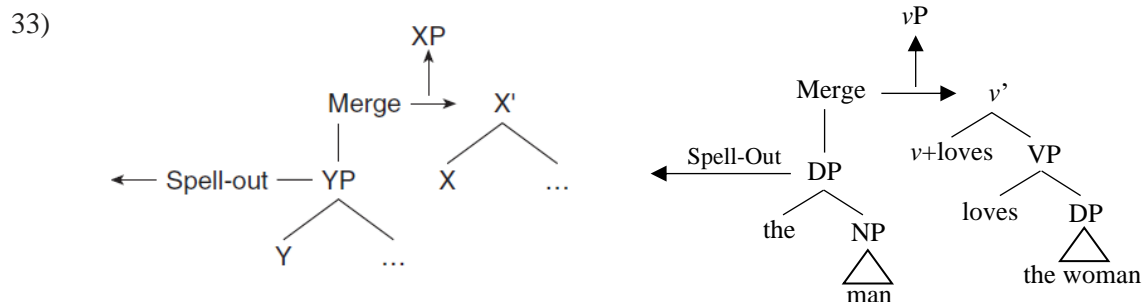 33)
XP
Merge
X'
Spell-out
YP
X
...
Y
...
vP
Merge
v’
Spell-Out
DP
v+loves
VP
the
NP
loves
DP
man
the woman